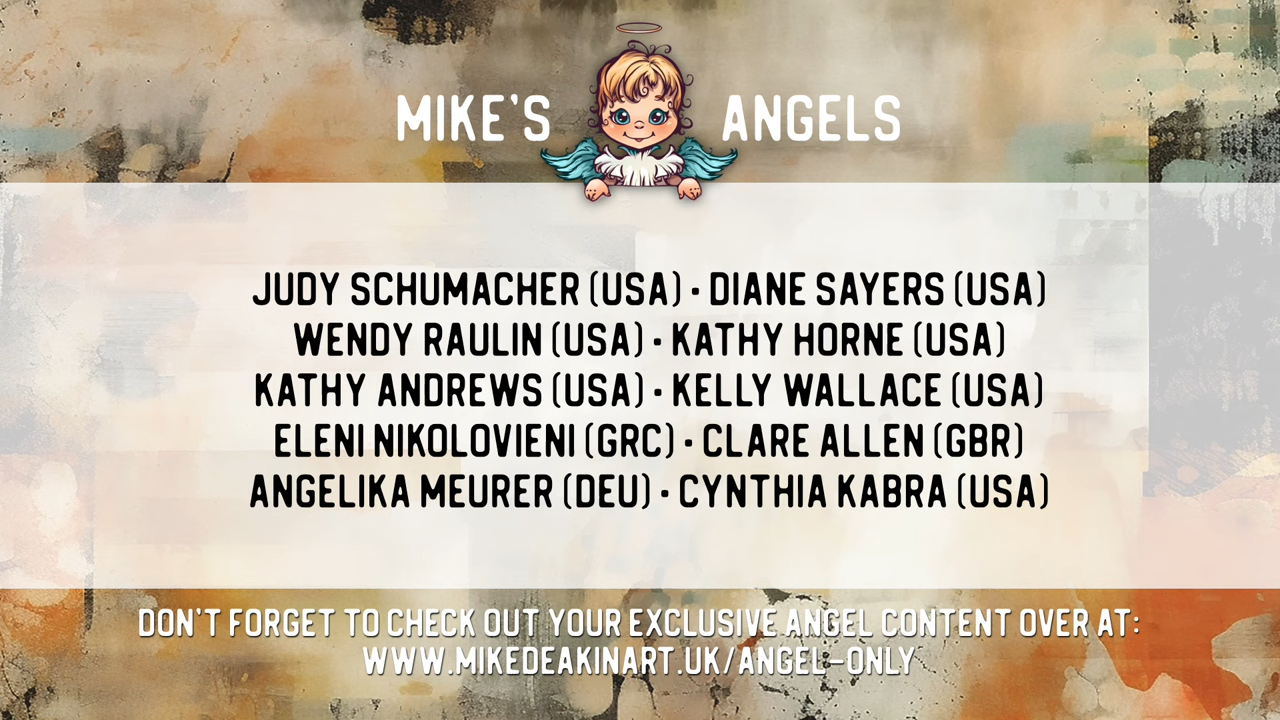 MIKE'S ANGELS
JUDY SCHUMACHER (USA) • DIANE SAYERS (USA)
WENDY RAULIN (USA) • KATHY HORNE (USA)
KATHY ANDREWS (USA) • KELLY WALLACE (USA)
ELENI NIKOLOVIENI (GRC) • CLARE ALLEN (GBR)
ANGELIKA MEURER (DEU) • CYNTHIA KABRA (USA)
DON'T FORGET TO CHECK OUT YOUR EXCLUSIVE ANGEL CONTENT OVER AT:
WWW.MIKEDEAKINART.UK/ANGEL-ONLY